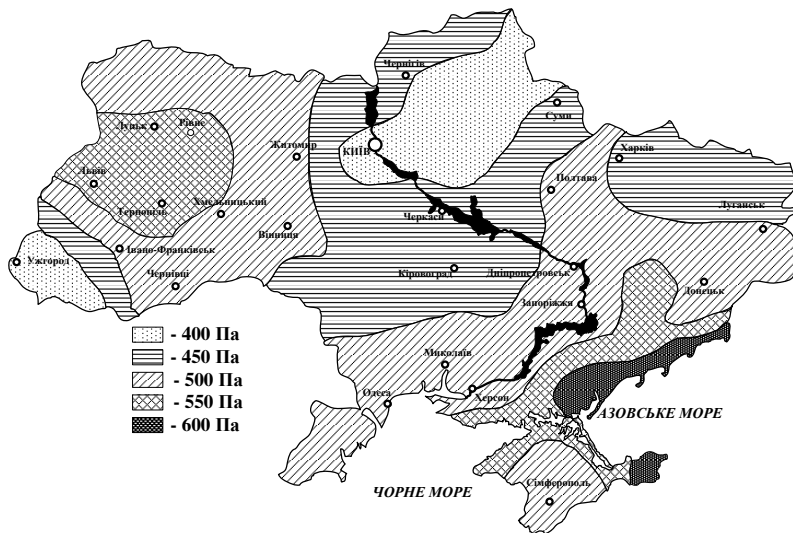 Чернігів
Суми
Луцьк
Рівне
КИЇВ
Житомир
Харків
Львів
Полтава
Хмельницький
Тернопіль
Черкаси
Луганськ
Вінниця
Івано-Франківськ
Ужгород
Чернівці
Кіровоград
Дніпропетровськ
Донецьк
Запоріжжя
- 400 Па
- 450 Па
- 500 Па
- 550 Па
- 600 Па
Миколаїв
Одеса
Херсон
АЗОВСЬКЕ МОРЕ
Сімферополь
ЧОРНЕ МОРЕ